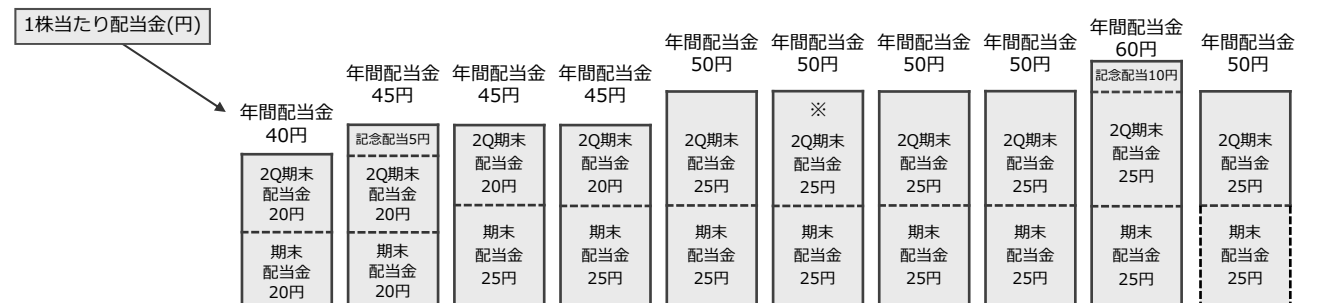 1株当たり配当金(円)
年間配当金
40円
2Q期末
配当金
20円
期末
配当金
20円
年間配当金
45円
記念配当5円
2Q期末
配当金
20円
期末
配当金
20円
年間配当金
45円
2Q期末
配当金
20円
期末
配当金
25円
年間配当金
45円
2Q期末
配当金
20円
期末
配当金
25円
年間配当金
50円
2Q期末
配当金
25円
期末
配当金
25円
年間配当金
50円
※
2Q期末
配当金
25円
期末
配当金
25円
年間配当金
50円
2Q期末
配当金
25円
期末
配当金
25円
年間配当金
50円
2Q期末
配当金
25円
期末
配当金
25円
年間配当金
60円
記念配当10円
2Q期末
配当金
25円
期末
配当金
25円
年間配当金
50円
2Q期末
配当金
25円
期末
配当金
25円